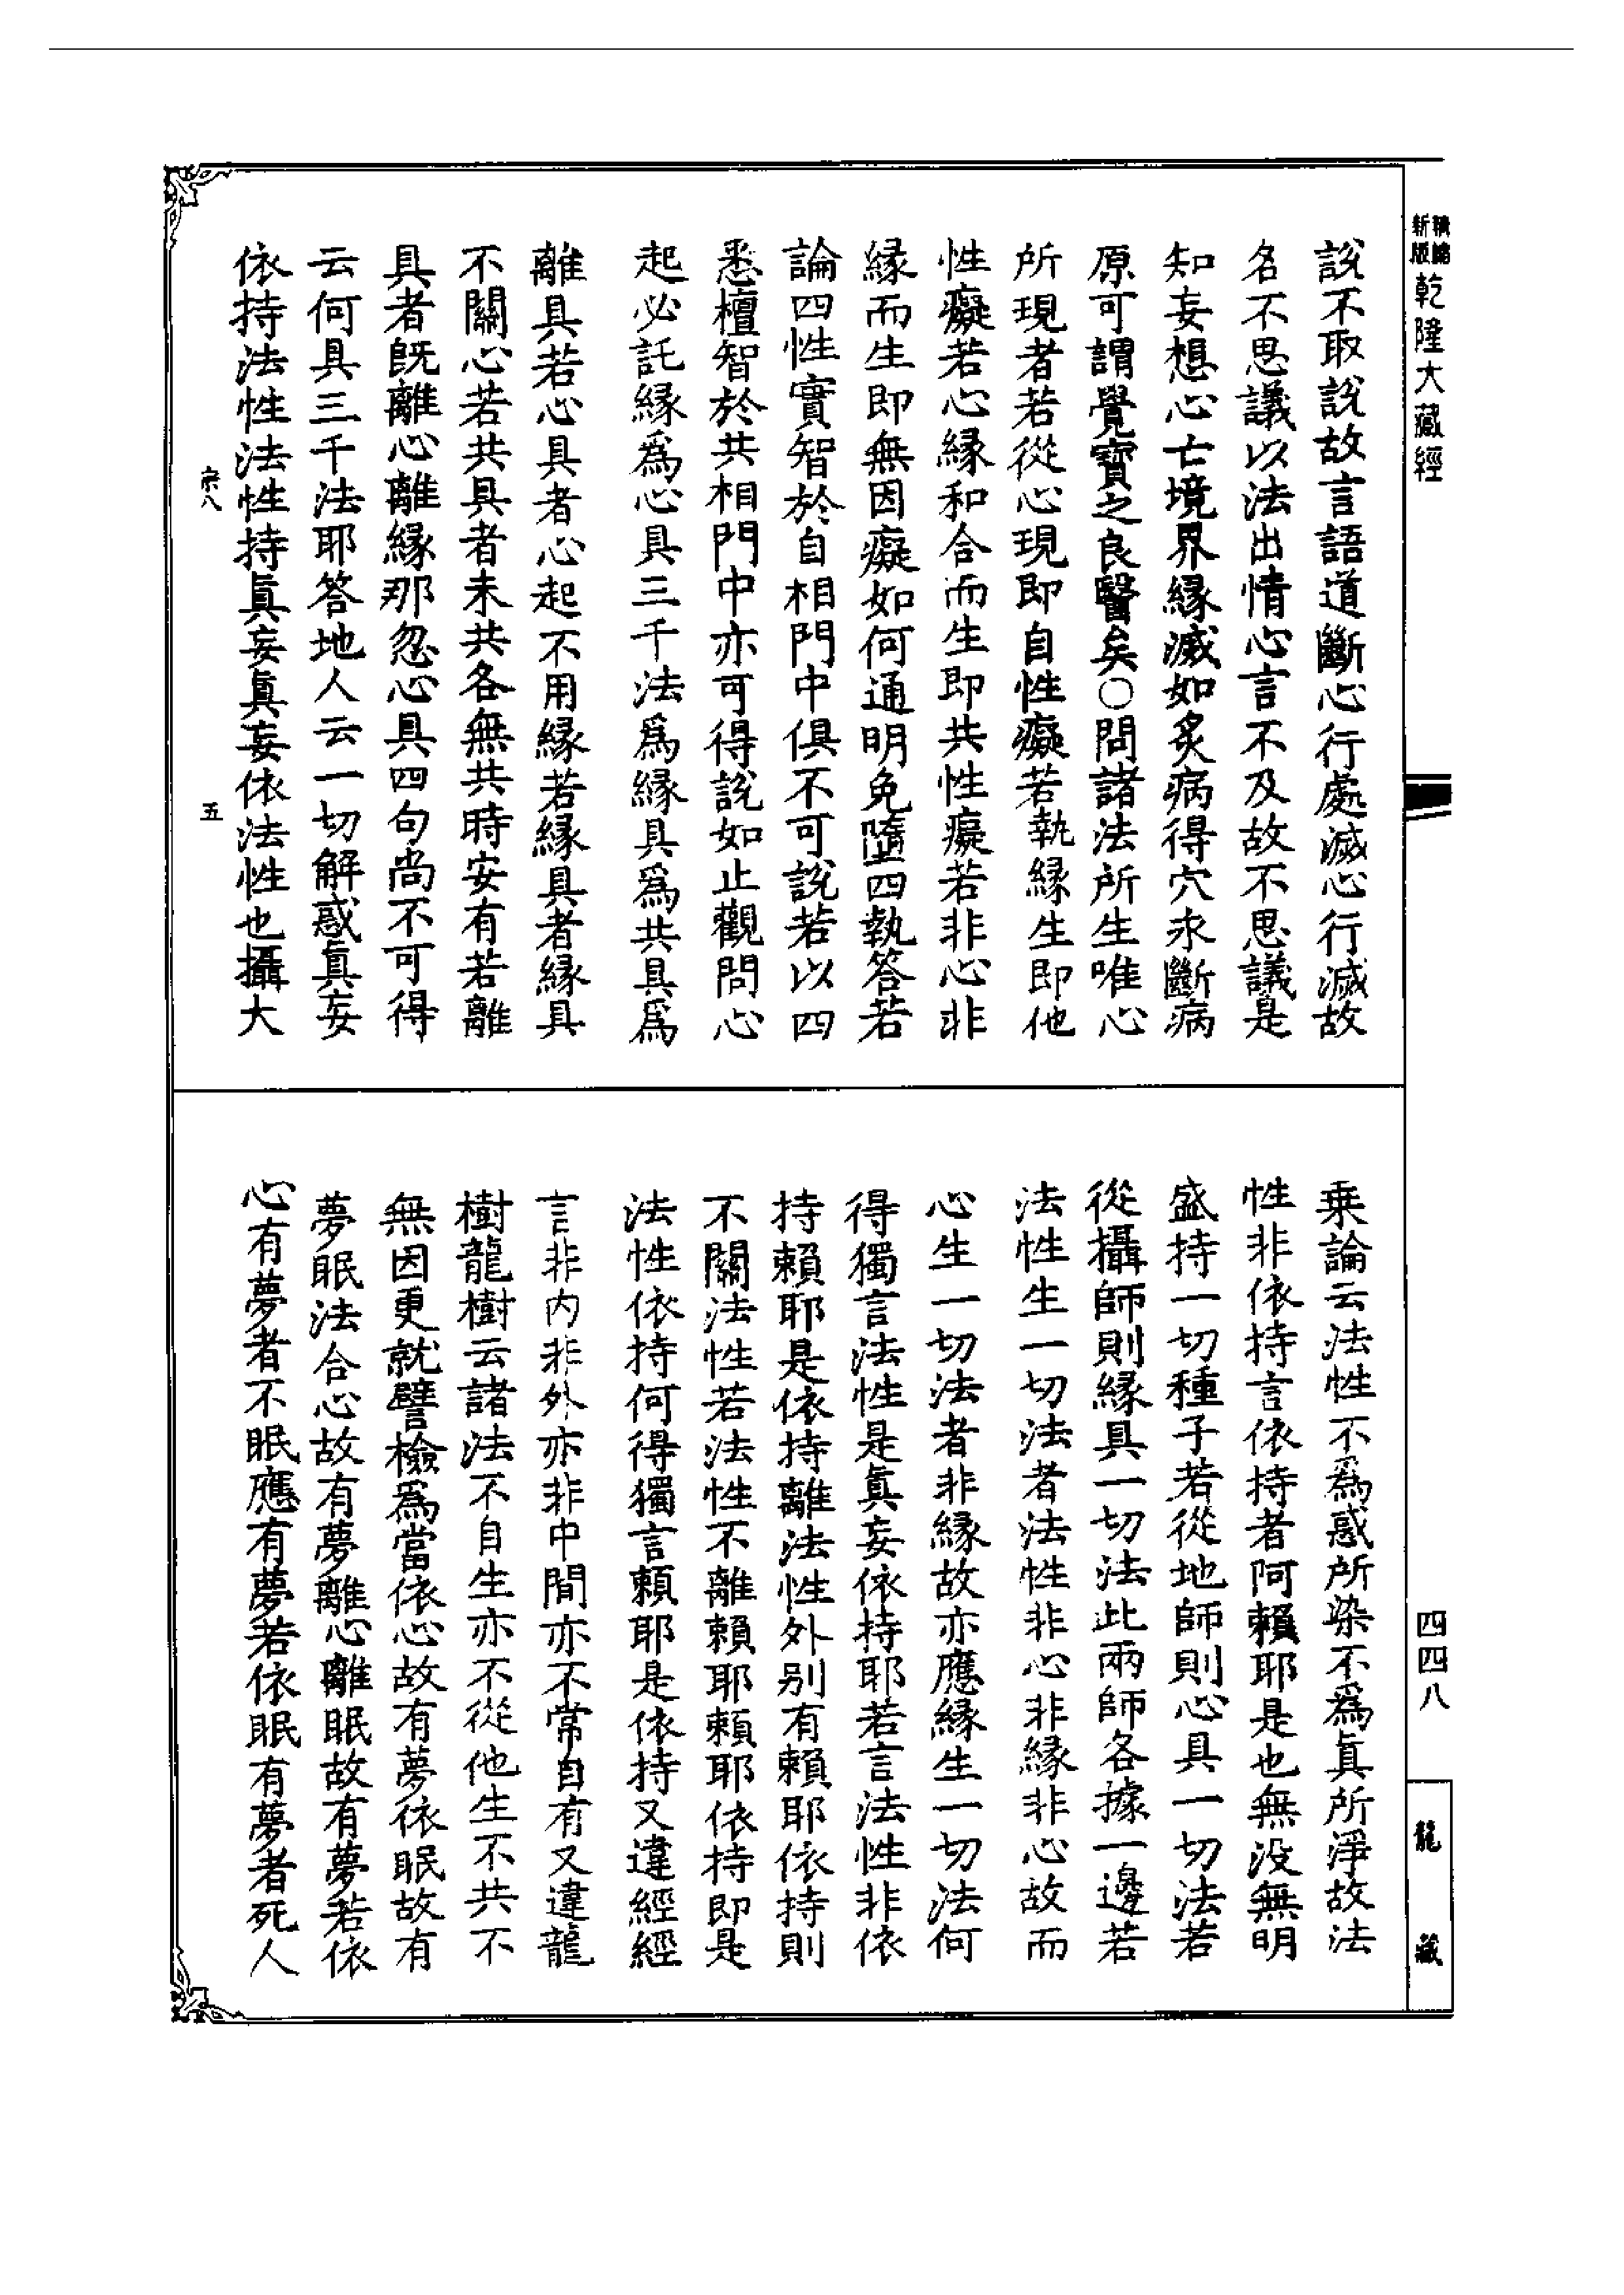 新版
精縮
乾隆大藏經
說不取說故言語道斷心行處滅心行滅故
名不思議以法出情心言不及故不思議是
知妄想心亡境界緣滅如炙病得穴永斷病
原可謂覺寶之良醫矣○問諸法所生唯心
所現者若從心現即自性癡若執緣生即他
性癡若心緣和合而生即共性癡若非心非
緣而生即無因癡如何通明免墮四執答若
論四性實智於自相門中俱不可說若以四
悉檀智於共相門中亦可得說如止觀問心
起必託緣爲心具三千法爲緣具爲共具爲
離具若心具者心起不用緣若緣具者緣具
不關心若共具者未共各無共時安有若離
具者旣離心離緣那忽心具四句尚不可得
云何具三千法耶答地人云一切解惑眞妄
依持法性法性持眞妄眞妄依法性也攝大
宗八
五
乗論云法性不爲惑所染不爲眞所淨故法
性非依持言依持者阿賴耶是也無没無明
盛持一切種子若從地師則心具一切法若
從攝師則緣具一切法此兩師各據一邊若
法性生一切法者法性非心非緣非心故而
心生一切法者非緣故亦應緣生一切法何
得獨言法性是眞妄依持耶若言法性非依
持賴耶是依持離法性外别有賴耶依持則
不關法性若法性不離賴耶賴耶依持即是
法性依持何得獨言賴耶是依持又違經經
言非内非外亦非中間亦不常自有又違龍
樹龍樹云諸法不自生亦不從他生不共不
無因更就譬檢爲當依心故有夢依眠故有
夢眠法合心故有夢離心離眠故有夢若依
心有夢者不眠應有夢若依眠有夢者死人
四四八
龍藏